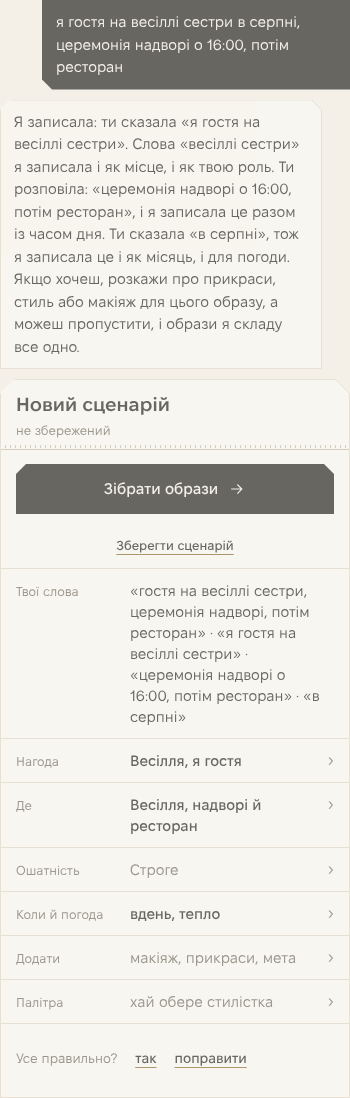 я гостя на весіллі сестри в серпні,
церемонія надворі о 16:00, потім
ресторан
Я записала: ти сказала «я гостя на
весіллі сестри». Слова «весіллі сестри»
я записала і як місце, і як твою роль. Ти
розповіла: «церемонія надворі о 16:00,
потім ресторан», і я записала це разом
із часом дня. Ти сказала «в серпні», тож
я записала це і як місяць, і для погоди.
Якщо хочеш, розкажи про прикраси,
стиль або макіяж для цього образу, а
можеш пропустити, і образи я складу
все одно.
Новий сценарій
не збережений
Зібрати образи →
Зберегти сценарій
Твої слова
«гостя на весіллі сестри,
церемонія надворі, потім
ресторан» · «я гостя на
весіллі сестри» ·
«церемонія надворі о
16:00, потім ресторан» · «в
серпні»
Нагода Весілля, я гостя ›
Де Весілля, надворі й
ресторан ›
Ошатність Строге ›
Коли й погода вдень, тепло ›
Додати макіяж, прикраси, мета ›
Палітра хай обере стилістка ›
Усе правильно? так поправити